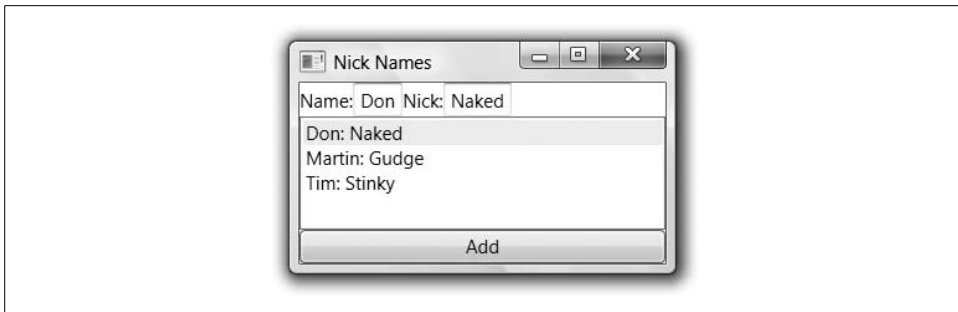 Nick Names
Name: Don Nick: Naked
Don: Naked
Martin: Gudge
Tim: Stinky
Add